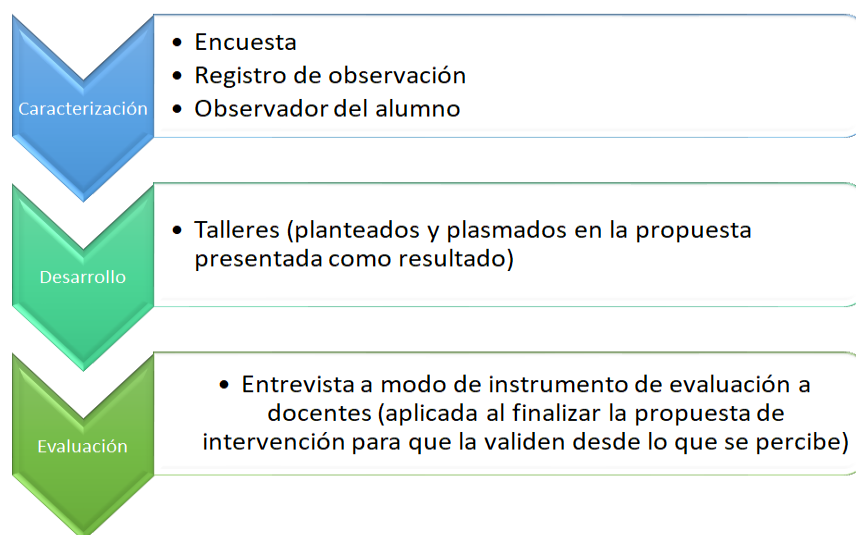 Caracterización
• Encuesta
• Registro de observación
• Observador del alumno
Desarrollo
• Talleres (planteados y plasmados en la propuesta
presentada como resultado)
Evaluación
• Entrevista a modo de instrumento de evaluación a
docentes (aplicada al finalizar la propuesta de
intervención para que la validen desde lo que se percibe)